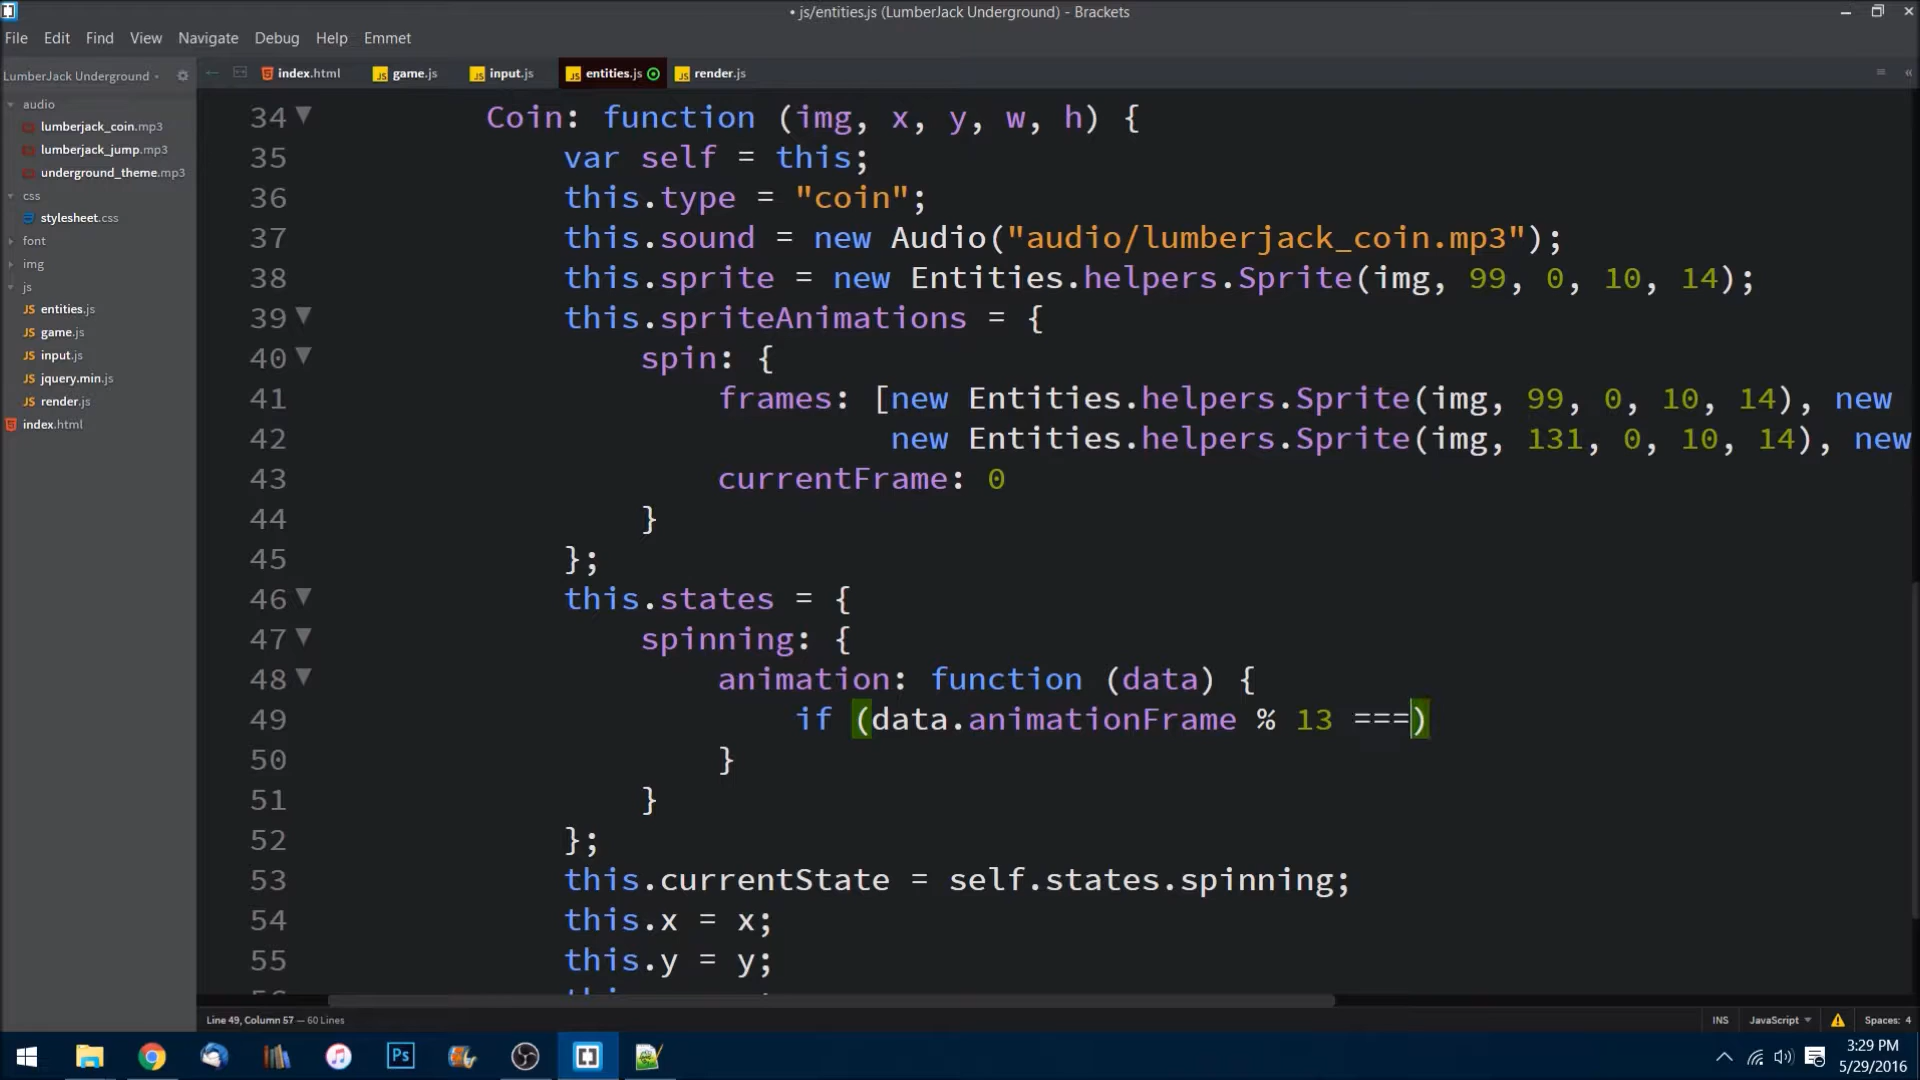 • js/entities.js (LumberJack Underground) - Brackets
File Edit Find View Navigate Debug Help Emmet
LumberJack Underground
index.html game.js input.js entities.js render.js
audio
lumberjack_coin.mp3
lumberjack_jump.mp3
underground_theme.mp3
css
stylesheet.css
font
img
js
JS entities.js
JS game.js
JS input.js
JS jquery.min.js
JS render.js
index.html
34 Coin: function (img, x, y, w, h) {
35 var self = this;
36 this.type = "coin";
37 this.sound = new Audio("audio/lumberjack_coin.mp3");
38 this.sprite = new Entities.helpers.Sprite(img, 99, 0, 10, 14);
39 this.spriteAnimations = {
40 spin: {
41 frames: [new Entities.helpers.Sprite(img, 99, 0, 10, 14), new
42 new Entities.helpers.Sprite(img, 131, 0, 10, 14), new
43 currentFrame: 0
44 }
45 };
46 this.states = {
47 spinning: {
48 animation: function (data) {
49 if (data.animationFrame % 13 ===)
50 }
51 }
52 };
53 this.currentState = self.states.spinning;
54 this.x = x;
55 this.y = y;
Line 49, Column 57 — 60 Lines
INS JavaScript Spaces: 4
Ps
3:29 PM
5/29/2016